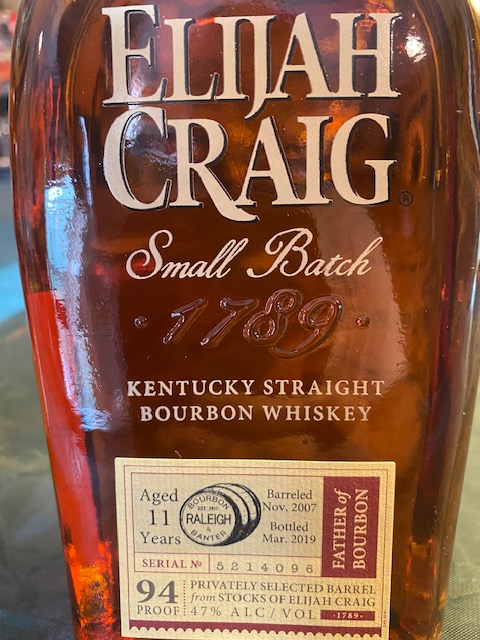 ELIJAH
CRAIG®
Small Batch
· 1789 ·
KENTUCKY STRAIGHT
BOURBON WHISKEY
Aged
11
Years
BOURBON
EST. 2017
RALEIGH
&
BANTER
Barreled
Nov. 2007
Bottled
Mar. 2019
SERIAL Nº 5214096
94
PROOF
PRIVATELY SELECTED BARREL
from STOCKS OF ELIJAH CRAIG
47% ALC / VOL
FATHER of
BOURBON
·1789·